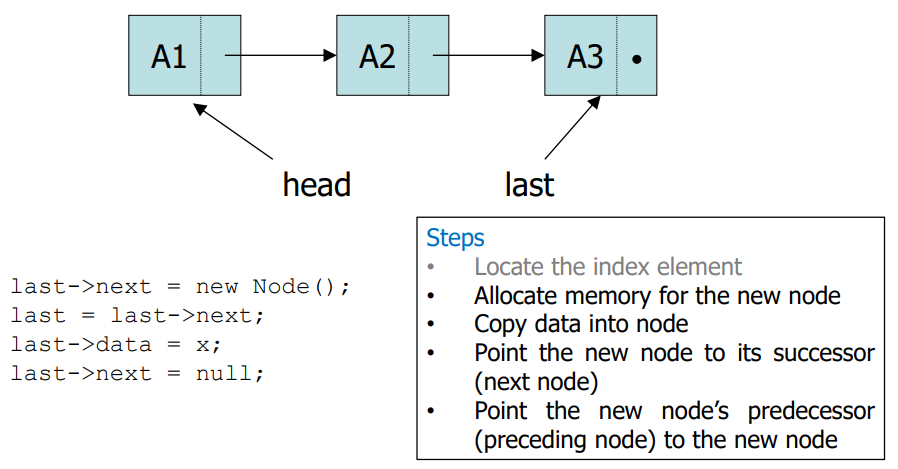 A1 A2 A3
head last
last->next = new Node();
last = last->next;
last->data = x;
last->next = null;
Steps
• Locate the index element
• Allocate memory for the new node
• Copy data into node
• Point the new node to its successor
(next node)
• Point the new node’s predecessor
(preceding node) to the new node